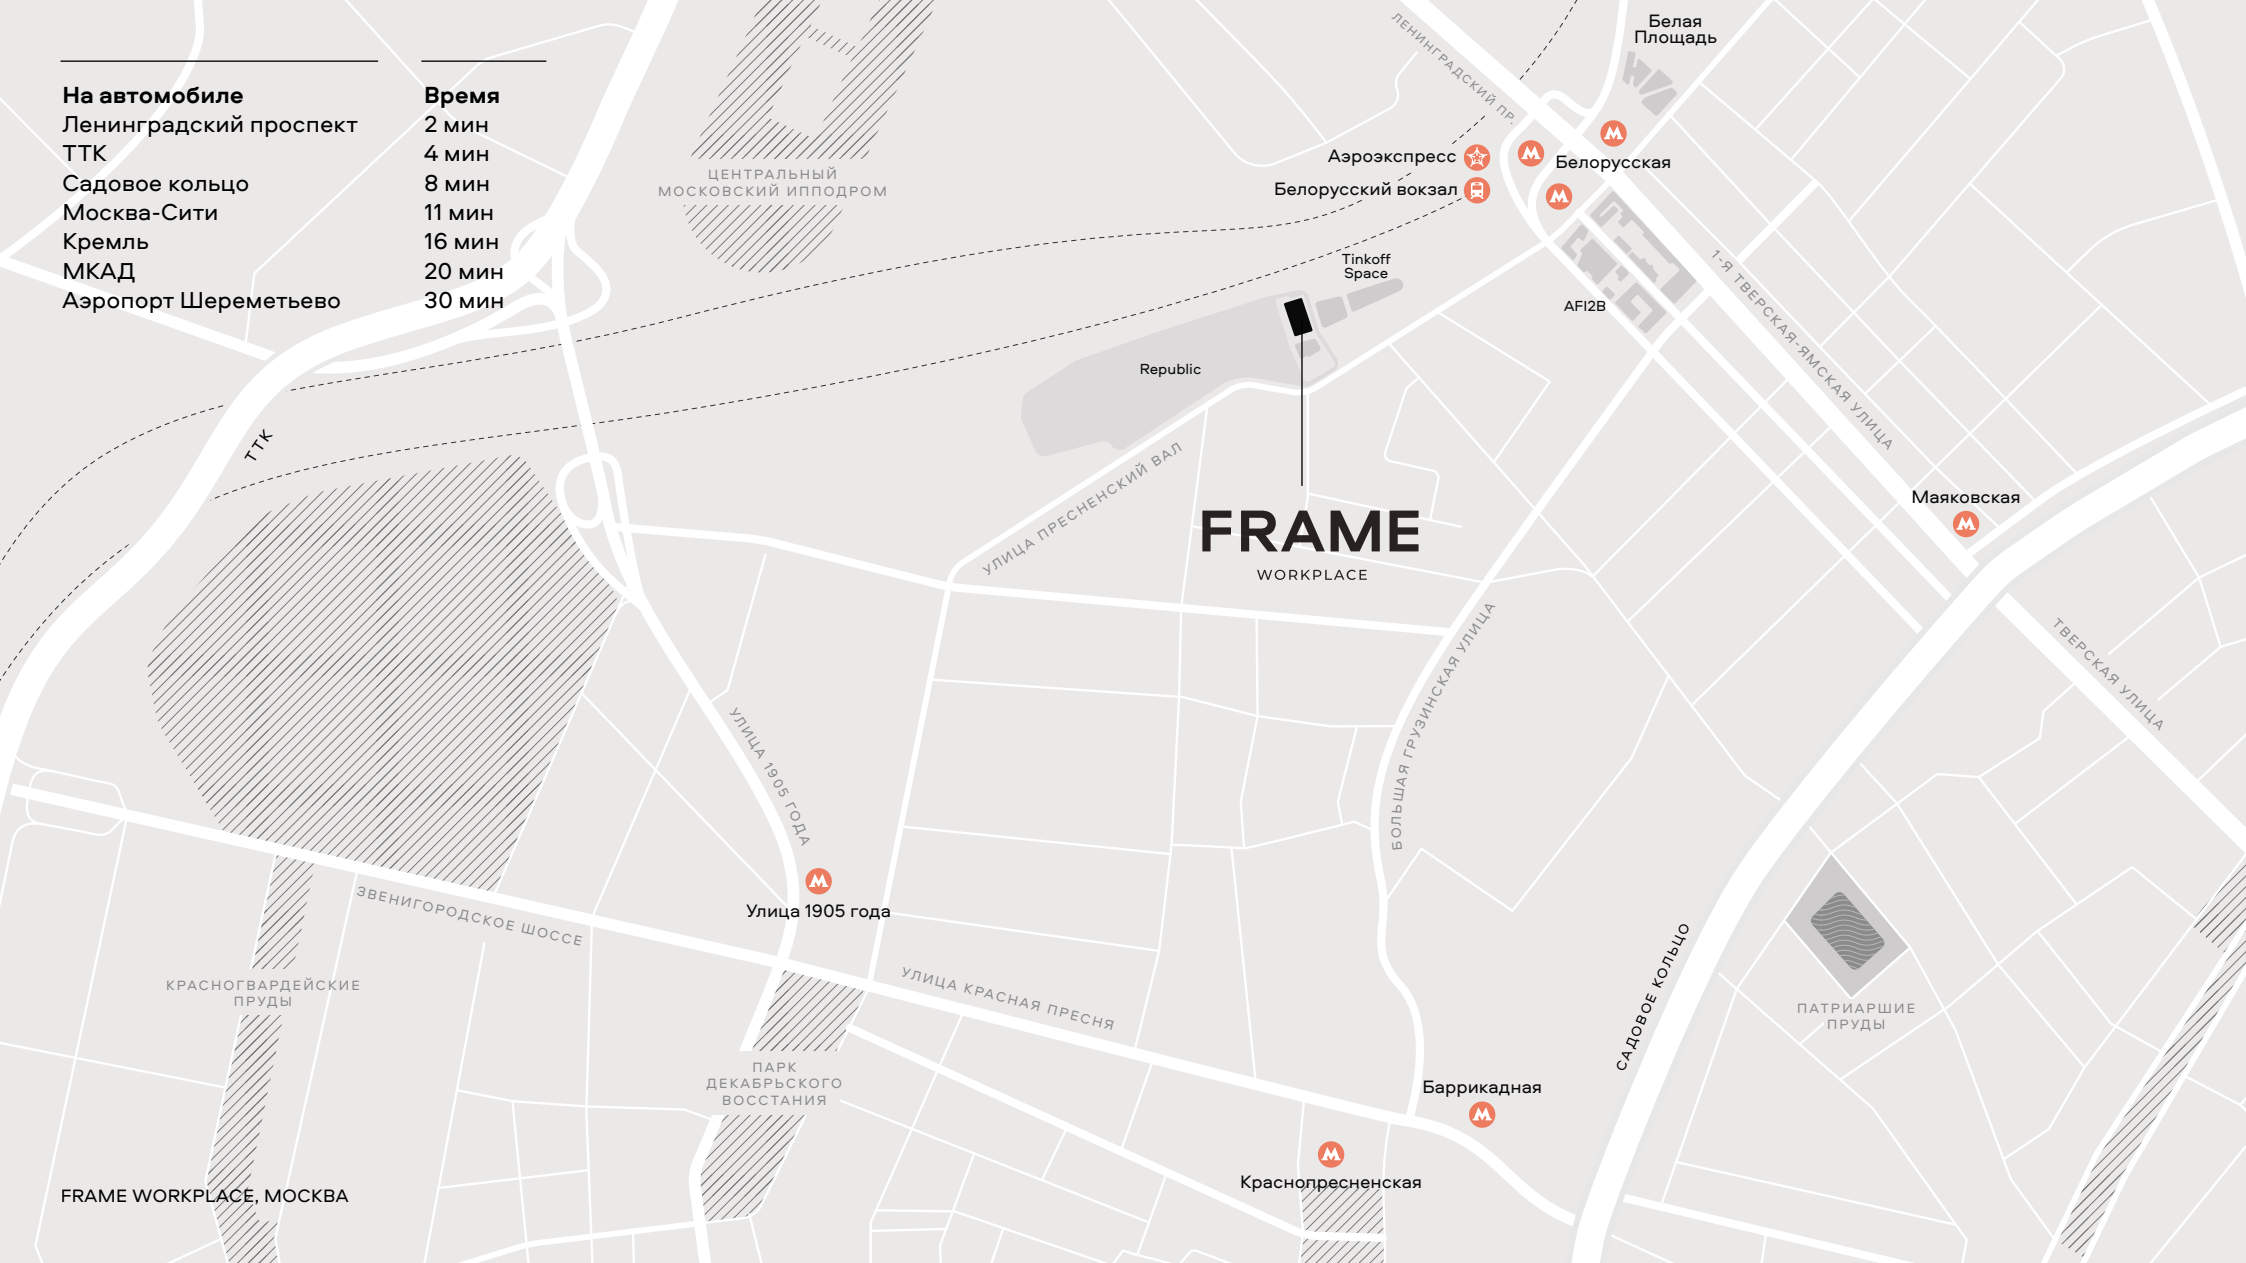 На автомобиле Время
Ленинградский проспект 2 мин
ТТК 4 мин
Садовое кольцо 8 мин
Москва-Сити 11 мин
Кремль 16 мин
МКАД 20 мин
Аэропорт Шереметьево 30 мин
ЦЕНТРАЛЬНЫЙ
МОСКОВСКИЙ ИППОДРОМ
ЛЕНИНГРАДСКИЙ ПР.
Белая
Площадь
Аэроэкспресс
Белорусская
Белорусский вокзал
Tinkoff
Space
AFI2B
1-Я ТВЕРСКАЯ-ЯМСКАЯ УЛИЦА
Republic
ТТК
УЛИЦА ПРЕСНЕНСКИЙ ВАЛ
FRAME
WORKPLACE
Маяковская
ТВЕРСКАЯ УЛИЦА
БОЛЬШАЯ ГРУЗИНСКАЯ УЛИЦА
УЛИЦА 1905 ГОДА
Улица 1905 года
ЗВЕНИГОРОДСКОЕ ШОССЕ
КРАСНОГВАРДЕЙСКИЕ
ПРУДЫ
УЛИЦА КРАСНАЯ ПРЕСНЯ
САДОВОЕ КОЛЬЦО
ПАТРИАРШИЕ
ПРУДЫ
ПАРК
ДЕКАБРЬСКОГО
ВОССТАНИЯ
Баррикадная
Краснопресненская
FRAME WORKPLACE, МОСКВА